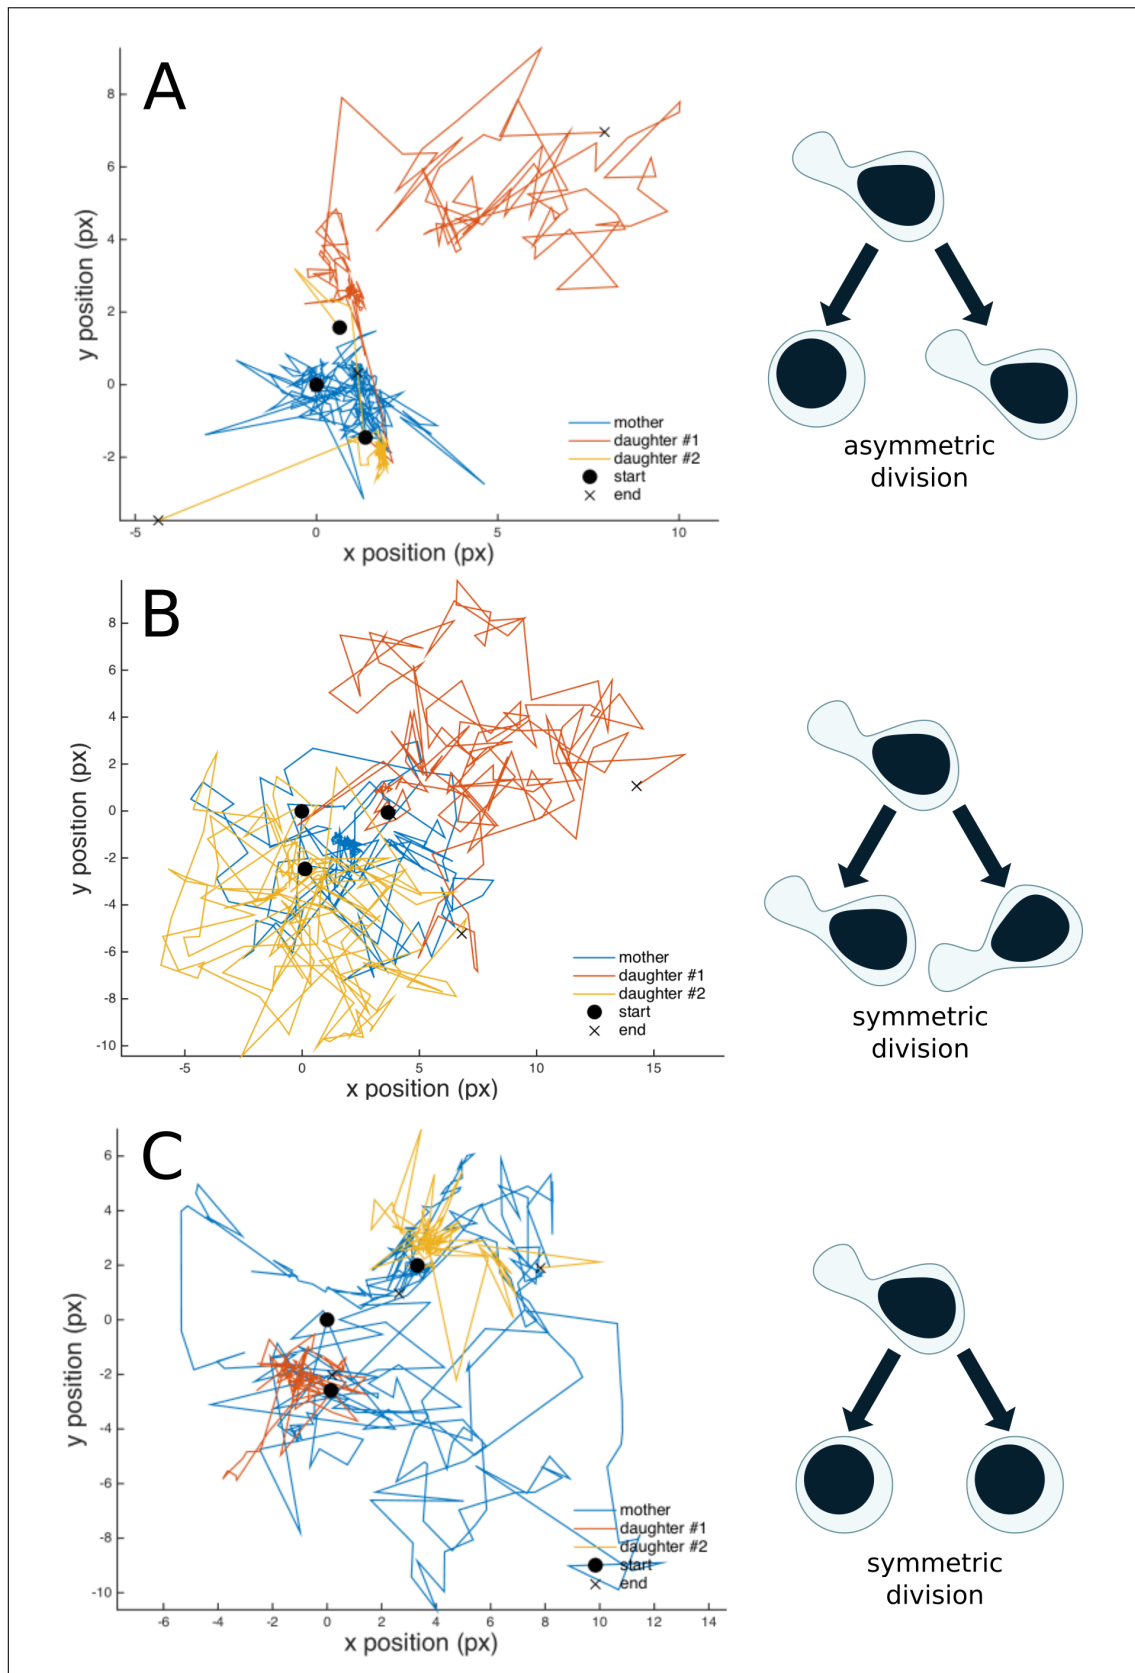 A
8
6
4
2
0
-2
-5
0
5
10
y position (px)
x position (px)
mother
daughter #1
daughter #2
start
end
asymmetric
division
B
8
6
4
2
0
-2
-4
-6
-8
-10
-5
0
5
10
15
y position (px)
x position (px)
mother
daughter #1
daughter #2
start
end
symmetric
division
C
6
4
2
0
-2
-4
-6
-8
-10
-6
-4
-2
0
2
4
6
8
10
12
14
y position (px)
x position (px)
mother
daughter #1
daughter #2
start
end
symmetric
division